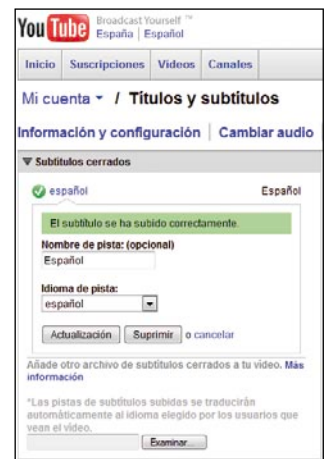 You Tube Broadcast Yourself ™
España | Español
Inicio Suscripciones Videos Canales
Mi cuenta / Títulos y subtítulos
Información y configuración | Cambiar audio
Subtítulos cerrados
español Español
El subtítulo se ha subido correctamente.
Nombre de pista: (opcional)
Español
Idioma de pista:
español
Actualización Suprimir o cancelar
Añade otro archivo de subtítulos cerrados a tu vídeo. Más
información
*Las pistas de subtítulos subidas se traducirán
automáticamente al idioma elegido por los usuarios que
vean el vídeo.
Examinar...